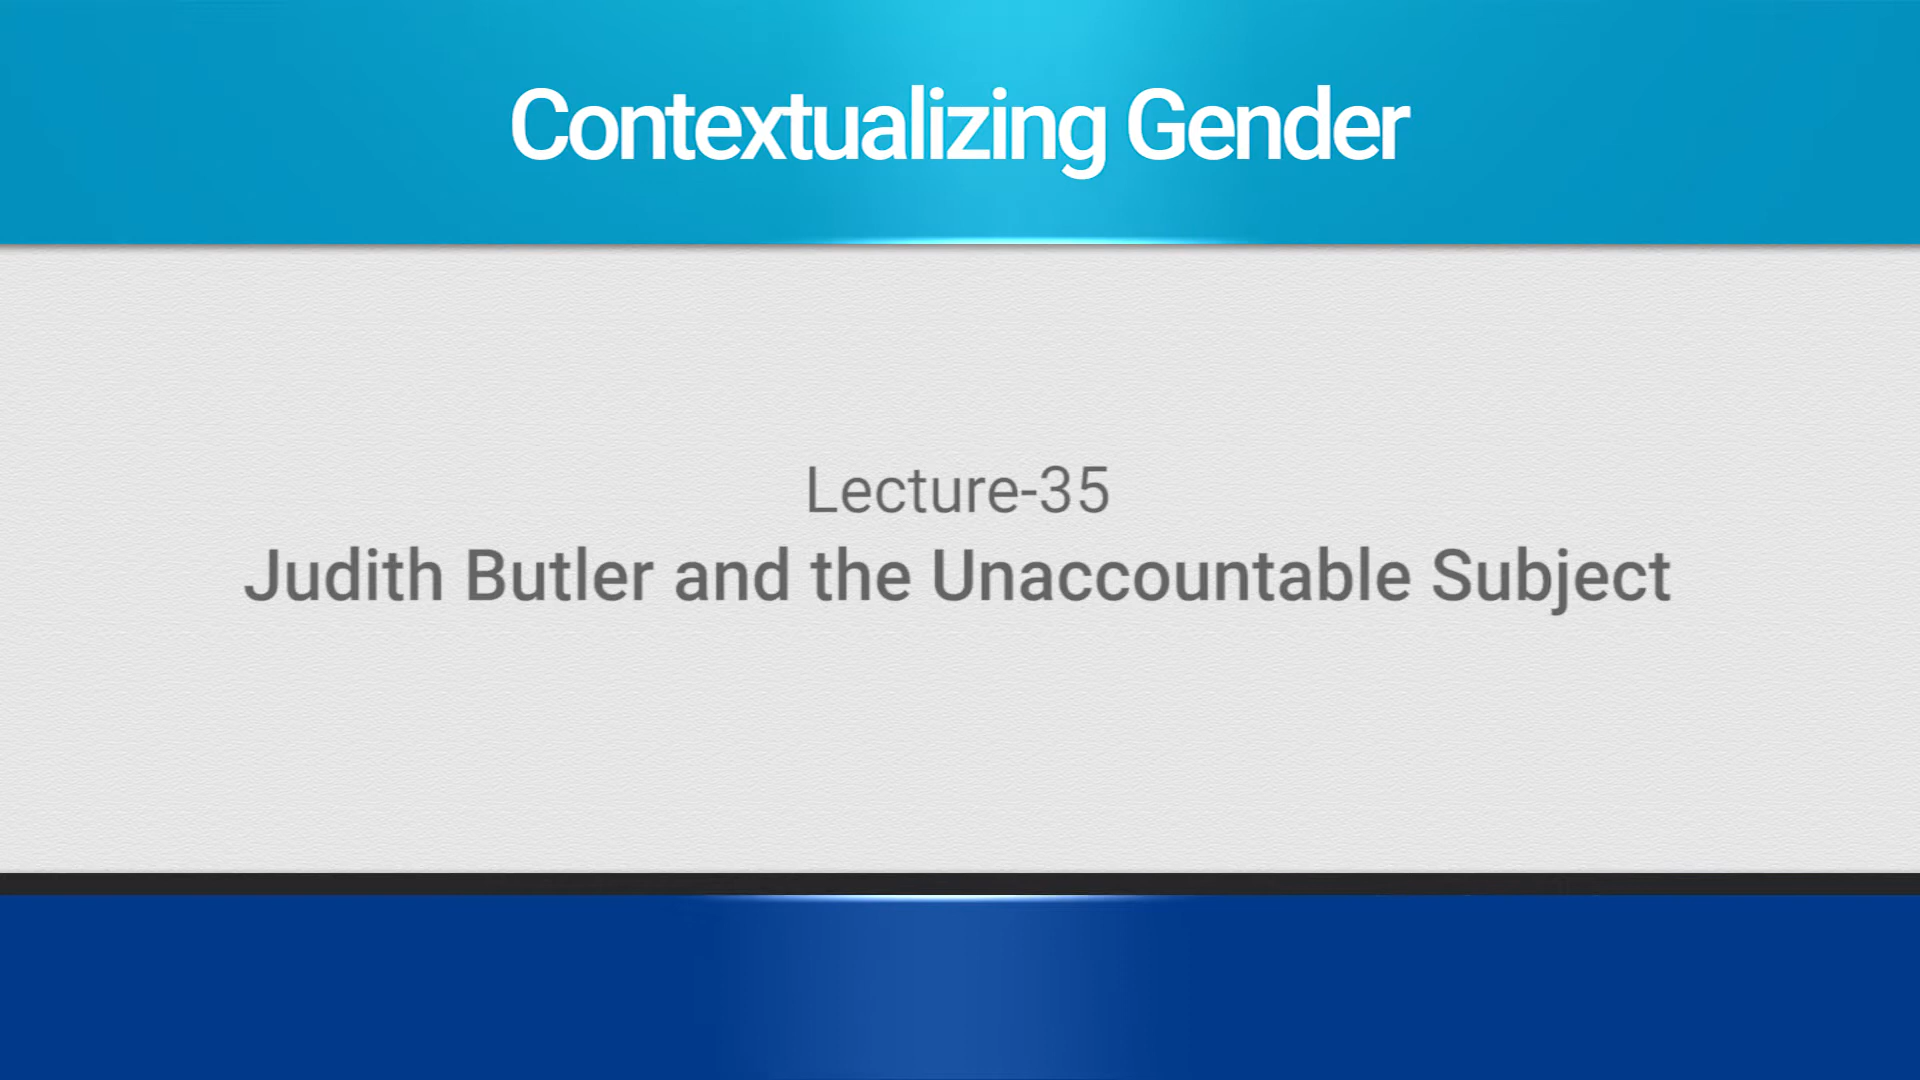 Contextualizing Gender
Lecture-35
Judith Butler and the Unaccountable Subject